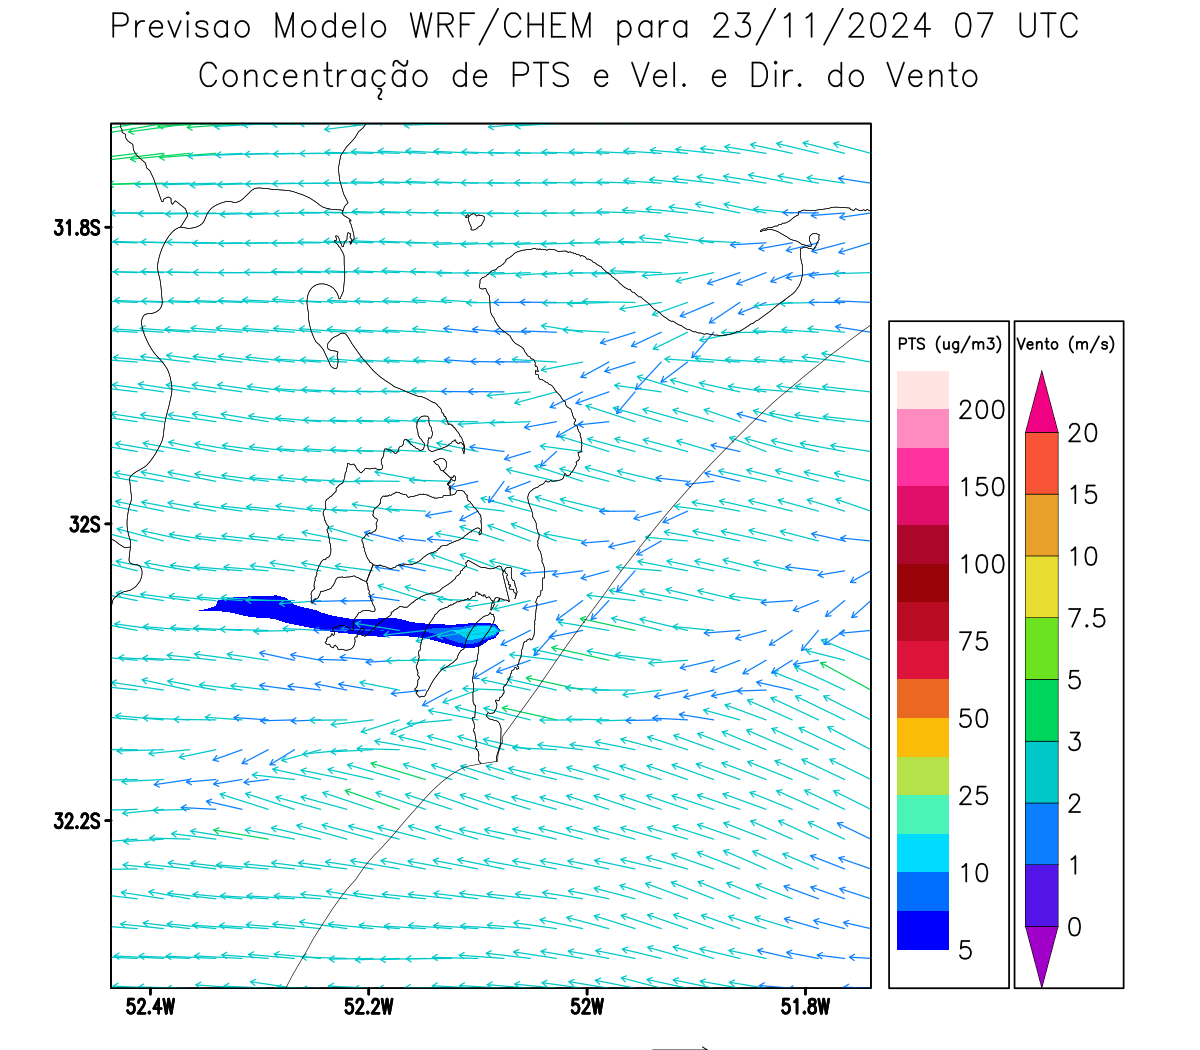 Previsao Modelo WRF/CHEM para 23/11/2024 07 UTC
Concentração de PTS e Vel. e Dir. do Vento
31.8S
32S
32.2S
52.4W 52.2W 52W 51.8W
PTS (ug/m3)
200
150
100
75
50
25
10
5
Vento (m/s)
20
15
10
7.5
5
3
2
1
0